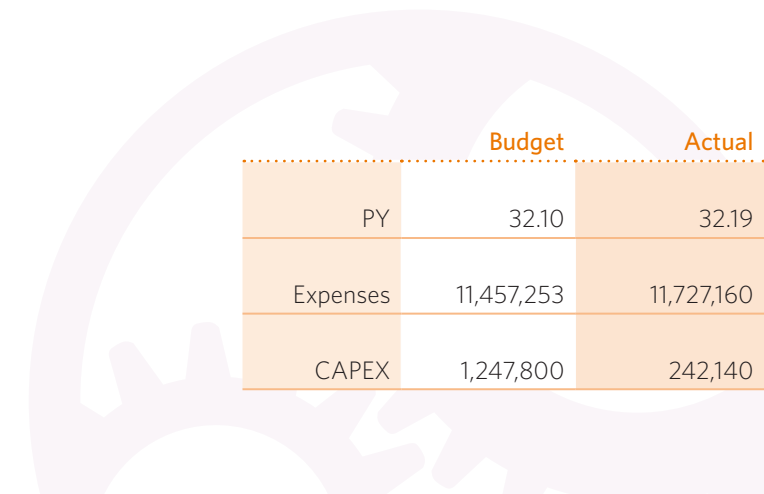 Budget Actual
PY 32.10 32.19
Expenses 11,457,253 11,727,160
CAPEX 1,247,800 242,140